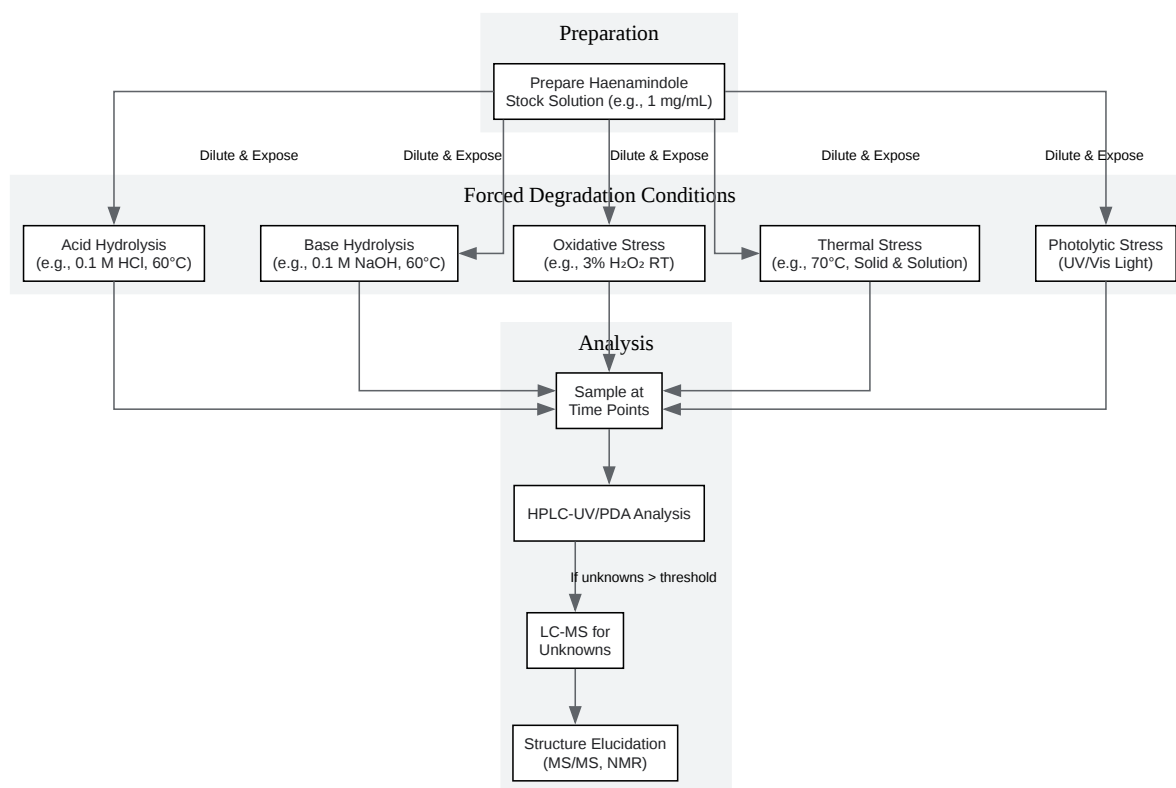 Preparation
Prepare Haenamindole
Stock Solution (e.g., 1 mg/mL)
Dilute & Expose
Dilute & Expose
Dilute & Expose
Dilute & Expose
Dilute & Expose
Forced Degradation Conditions
Acid Hydrolysis
(e.g., 0.1 M HCl, 60°C)
Base Hydrolysis
(e.g., 0.1 M NaOH, 60°C)
Oxidative Stress
(e.g., 3% H₂O₂ RT)
Thermal Stress
(e.g., 70°C, Solid & Solution)
Photolytic Stress
(UV/Vis Light)
Analysis
Sample at
Time Points
HPLC-UV/PDA Analysis
If unknowns > threshold
LC-MS for
Unknowns
Structure Elucidation
(MS/MS, NMR)